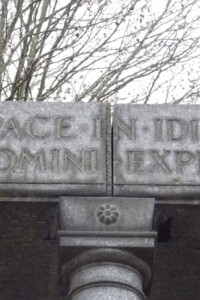 ACE · IN · IDI
OMINI · EXP